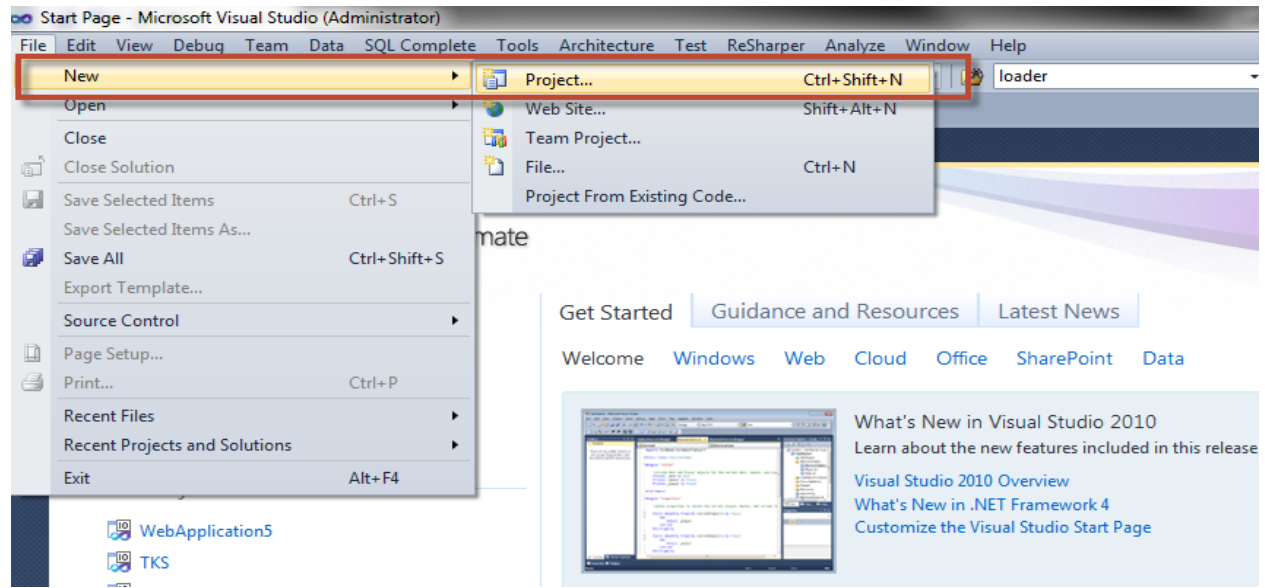 Start Page - Microsoft Visual Studio (Administrator)
File Edit View Debug Team Data SQL Complete Tools Architecture Test ReSharper Analyze Window Help
New
Project... Ctrl+Shift+N
loader
Open
Web Site... Shift+Alt+N
Close
Team Project...
Close Solution
File... Ctrl+N
Save Selected Items Ctrl+S
Project From Existing Code...
Save Selected Items As...
mate
Save All Ctrl+Shift+S
Export Template...
Source Control
Get Started Guidance and Resources Latest News
Page Setup...
Welcome Windows Web Cloud Office SharePoint Data
Print... Ctrl+P
Recent Files
What's New in Visual Studio 2010
Recent Projects and Solutions
Learn about the new features included in this release
Exit Alt+F4
Visual Studio 2010 Overview
What's New in .NET Framework 4
Customize the Visual Studio Start Page
WebApplication5
TKS